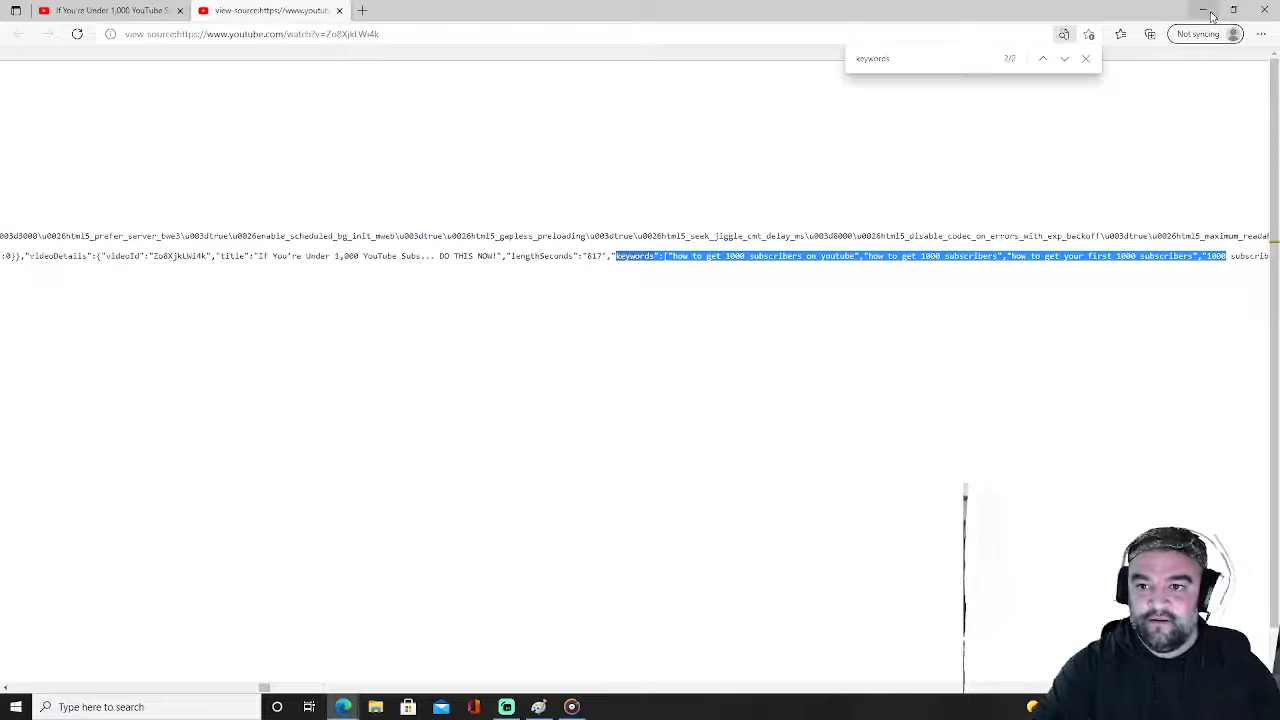 If You're Under 1,000 YouTube S
view-source:https://www.youtub
view-source:https://www.youtube.com/watch?v=Zo8XjkLWi4k
Not syncing
keywords
2/2
003d3000\u0026html5_prefer_server_bwe3\u003dtrue\u0026enable_scheduled_bg_init_mweb\u003dtrue\u0026html5_gapless_preloading\u003dtrue\u0026html5_seek_jiggle_cmt_delay_ms\u003d8000\u0026html5_disable_codec_on_errors_with_exp_backoff\u003dtrue\u0026html5_maximum_readah
:0}},"videoDetails":{"videoId":"Zo8XjkLWi4k","title":"If You're Under 1,000 YouTube Subs... DO THIS NOW!","lengthSeconds":"817","keywords":["how to get 1000 subscribers on youtube","how to get 1000 subscribers","how to get your first 1000 subscribers","1000 subscrib
Type here to search